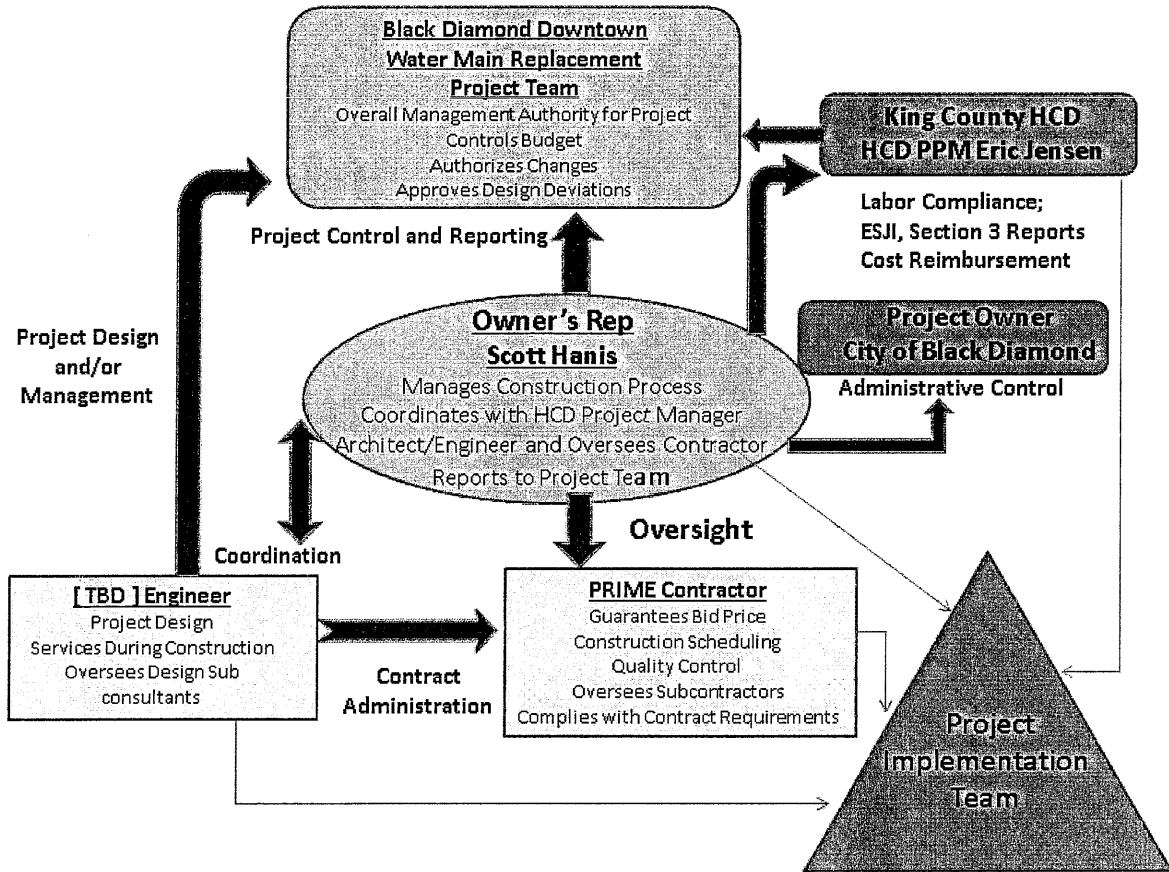 Black Diamond Downtown
Water Main Replacement
Project Team
Overall Management Authority for Project
Controls Budget
Authorizes Changes
Approves Design Deviations
King County HCD
HCD PPM Eric Jensen
Labor Compliance;
ESJI, Section 3 Reports
Cost Reimbursement
Project Control and Reporting
Project Design
and/or
Management
Owner's Rep
Scott Hanis
Manages Construction Process
Coordinates with HCD Project Manager
Architect/Engineer and Oversees Contractor
Reports to Project Team
Project Owner
City of Black Diamond
Administrative Control
Coordination
Oversight
[ TBD ] Engineer
Project Design
Services During Construction
Oversees Design Sub
consultants
Contract
Administration
PRIME Contractor
Guarantees Bid Price
Construction Scheduling
Quality Control
Oversees Subcontractors
Complies with Contract Requirements
Project
Implementation
Team